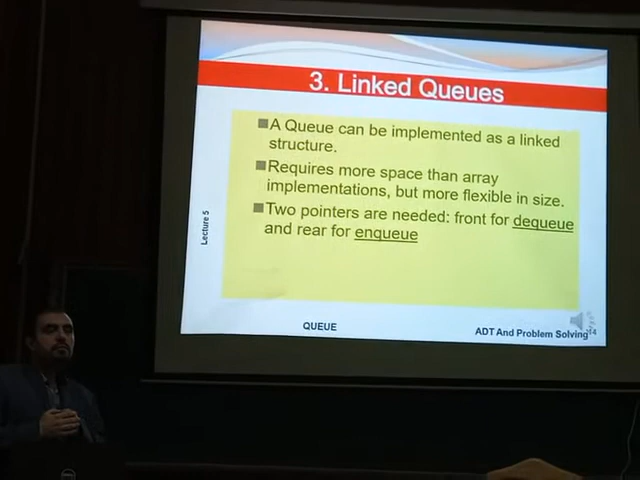 3. Linked Queues
A Queue can be implemented as a linked
structure.
Requires more space than array
implementations, but more flexible in size.
Two pointers are needed: front for dequeue
and rear for enqueue
Lecture 5
QUEUE
ADT And Problem Solving 14